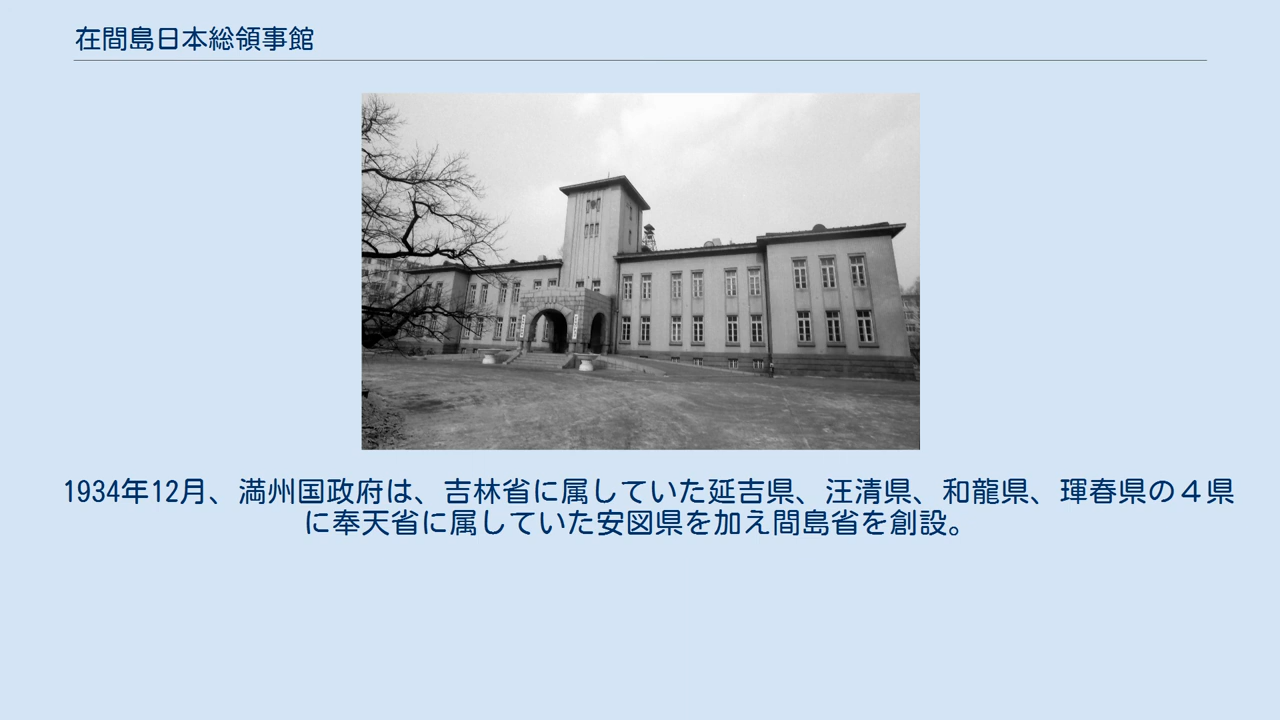 在間島日本総領事館
1934年12月、満州国政府は、吉林省に属していた延吉県、汪清県、和龍県、琿春県の４県
に奉天省に属していた安図県を加え間島省を創設。